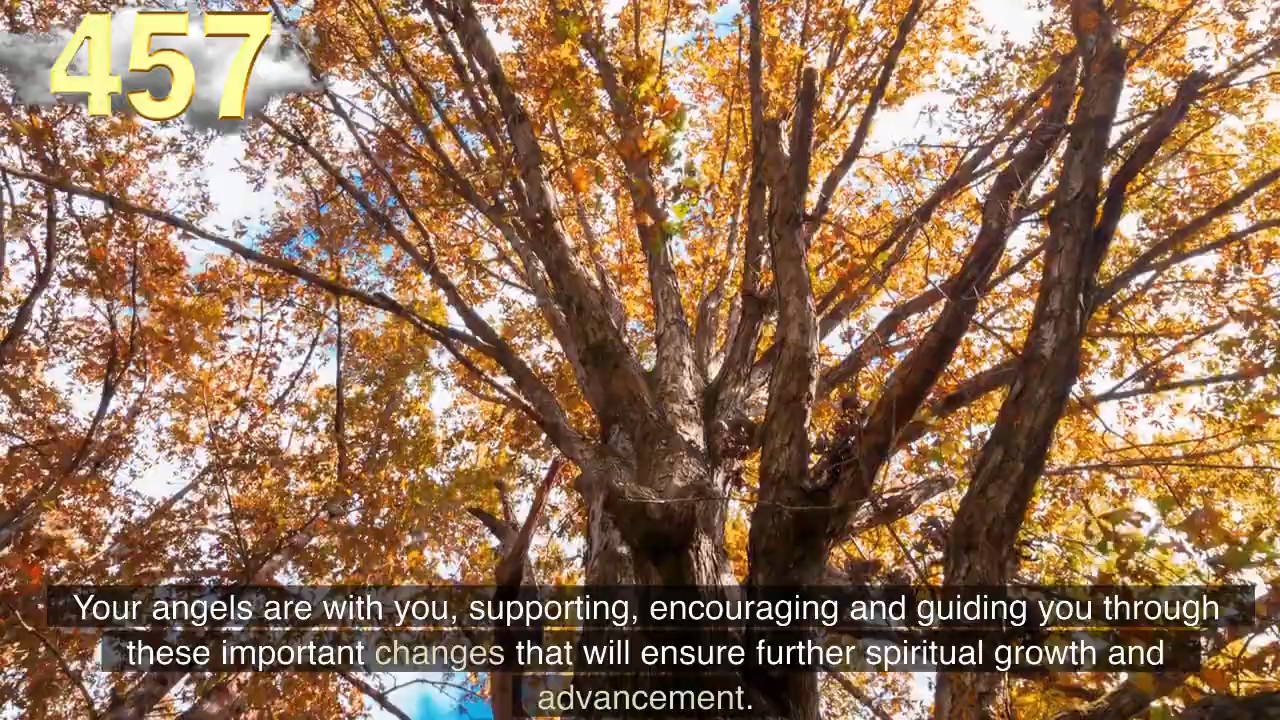 457
Your angels are with you, supporting, encouraging and guiding you through
these important changes that will ensure further spiritual growth and
advancement.